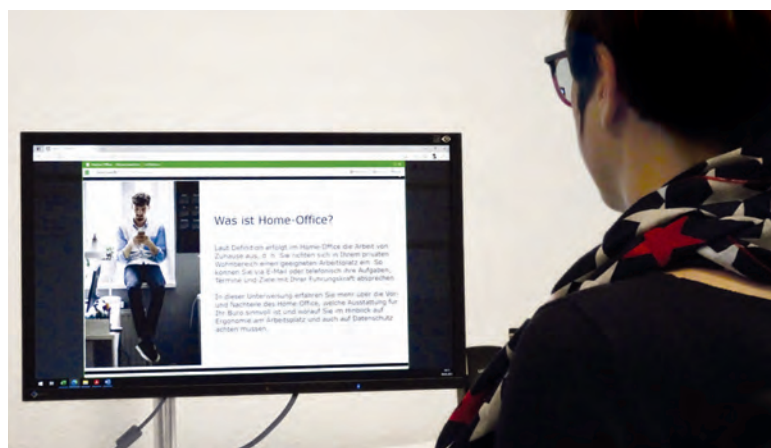 Was ist Home-Office?
Laut Definition erfolgt im Home Office die Arbeit von
Zuhause aus, d. h. Sie richten sich in Ihrem privaten
Wohnbereich einen geeigneten Arbeitsplatz ein. So
können Sie via E-Mail oder telefonisch Ihre Aufgaben,
Termine und Ziele mit Ihrer Führungskraft absprechen.
In dieser Unterweisung erfahren Sie mehr über die Vor-
und Nachteile des Home-Office, welche Ausstattung für
Ihr Büro sinnvoll ist und worauf Sie im Hinblick auf
Ergonomie am Arbeitsplatz und auch auf Datenschutz
achten müssen.